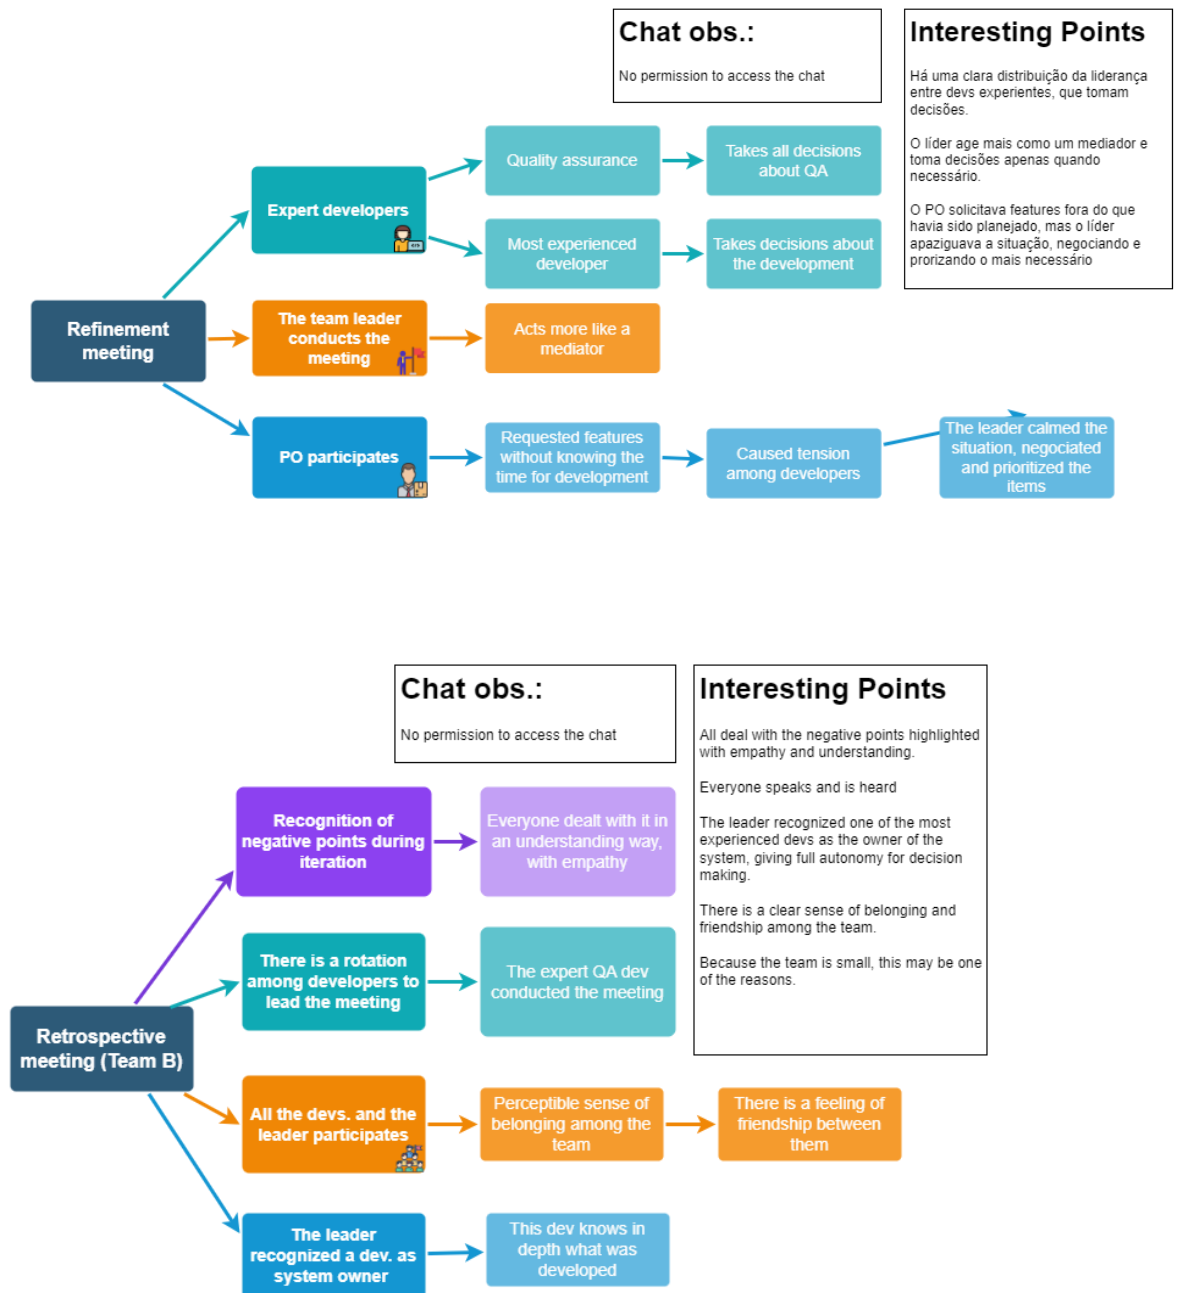 Chat obs.:
No permission to access the chat
Interesting Points
Há uma clara distribuição da liderança
entre devs experientes, que tomam
decisões.
O líder age mais como um mediador e
toma decisões apenas quando
necessário.
O PO solicitava features fora do que
havia sido planejado, mas o líder
apaziguava a situação, negociando e
prorizando o mais necessário
Refinement
meeting
Expert developers
Quality assurance
Takes all decisions
about QA
Most experienced
developer
Takes decisions about
the development
The team leader
conducts the
meeting
Acts more like a
mediator
PO participates
Requested features
without knowing the
time for development
Caused tension
among developers
The leader calmed the
situation, negociated
and prioritized the
items
Chat obs.:
No permission to access the chat
Interesting Points
All deal with the negative points highlighted
with empathy and understanding.
Everyone speaks and is heard
The leader recognized one of the most
experienced devs as the owner of the
system, giving full autonomy for decision
making.
There is a clear sense of belonging and
friendship among the team.
Because the team is small, this may be one
of the reasons.
Retrospective
meeting (Team B)
Recognition of
negative points during
iteration
Everyone dealt with it in
an understanding way,
with empathy
There is a rotation
among developers to
lead the meeting
The expert QA dev
conducted the meeting
All the devs. and the
leader participates
Perceptible sense of
belonging among the
team
There is a feeling of
friendship between
them
The leader
recognized a dev. as
system owner
This dev knows in
depth what was
developed